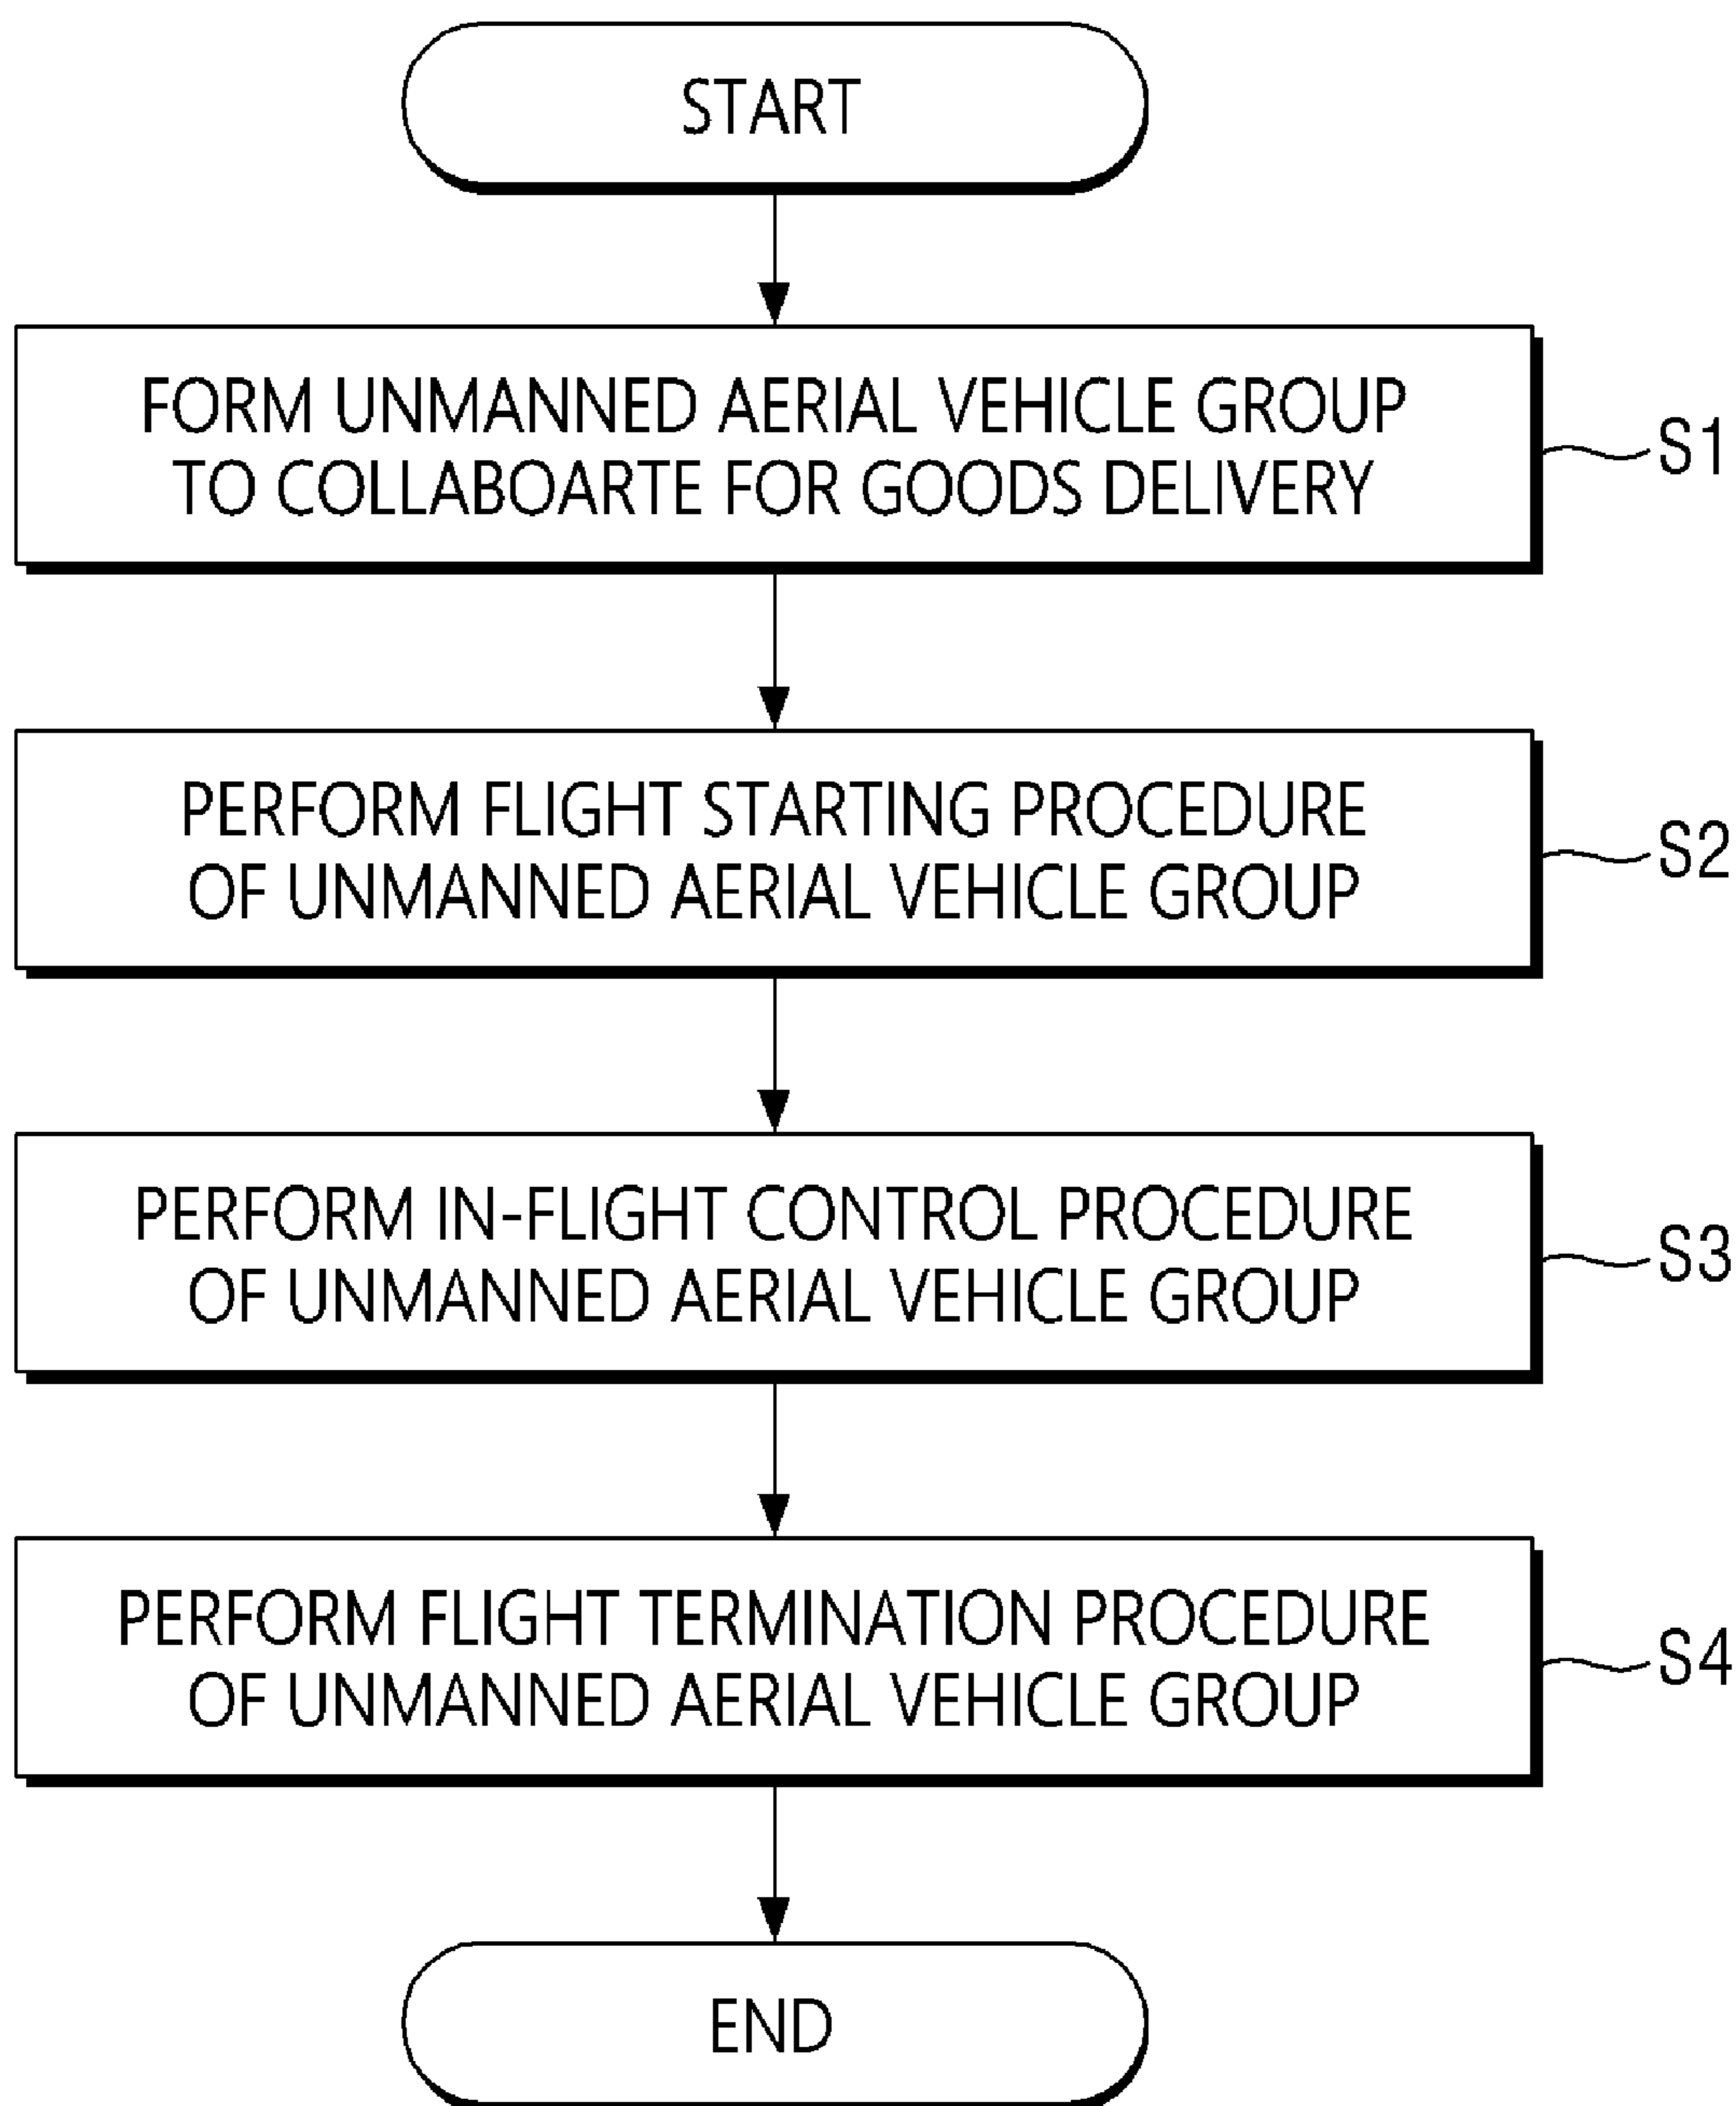 START
FORM UNMANNED AERIAL VEHICLE GROUP
TO COLLABOARTE FOR GOODS DELIVERY
S1
PERFORM FLIGHT STARTING PROCEDURE
OF UNMANNED AERIAL VEHICLE GROUP
S2
PERFORM IN-FLIGHT CONTROL PROCEDURE
OF UNMANNED AERIAL VEHICLE GROUP
S3
PERFORM FLIGHT TERMINATION PROCEDURE
OF UNMANNED AERIAL VEHICLE GROUP
S4
END